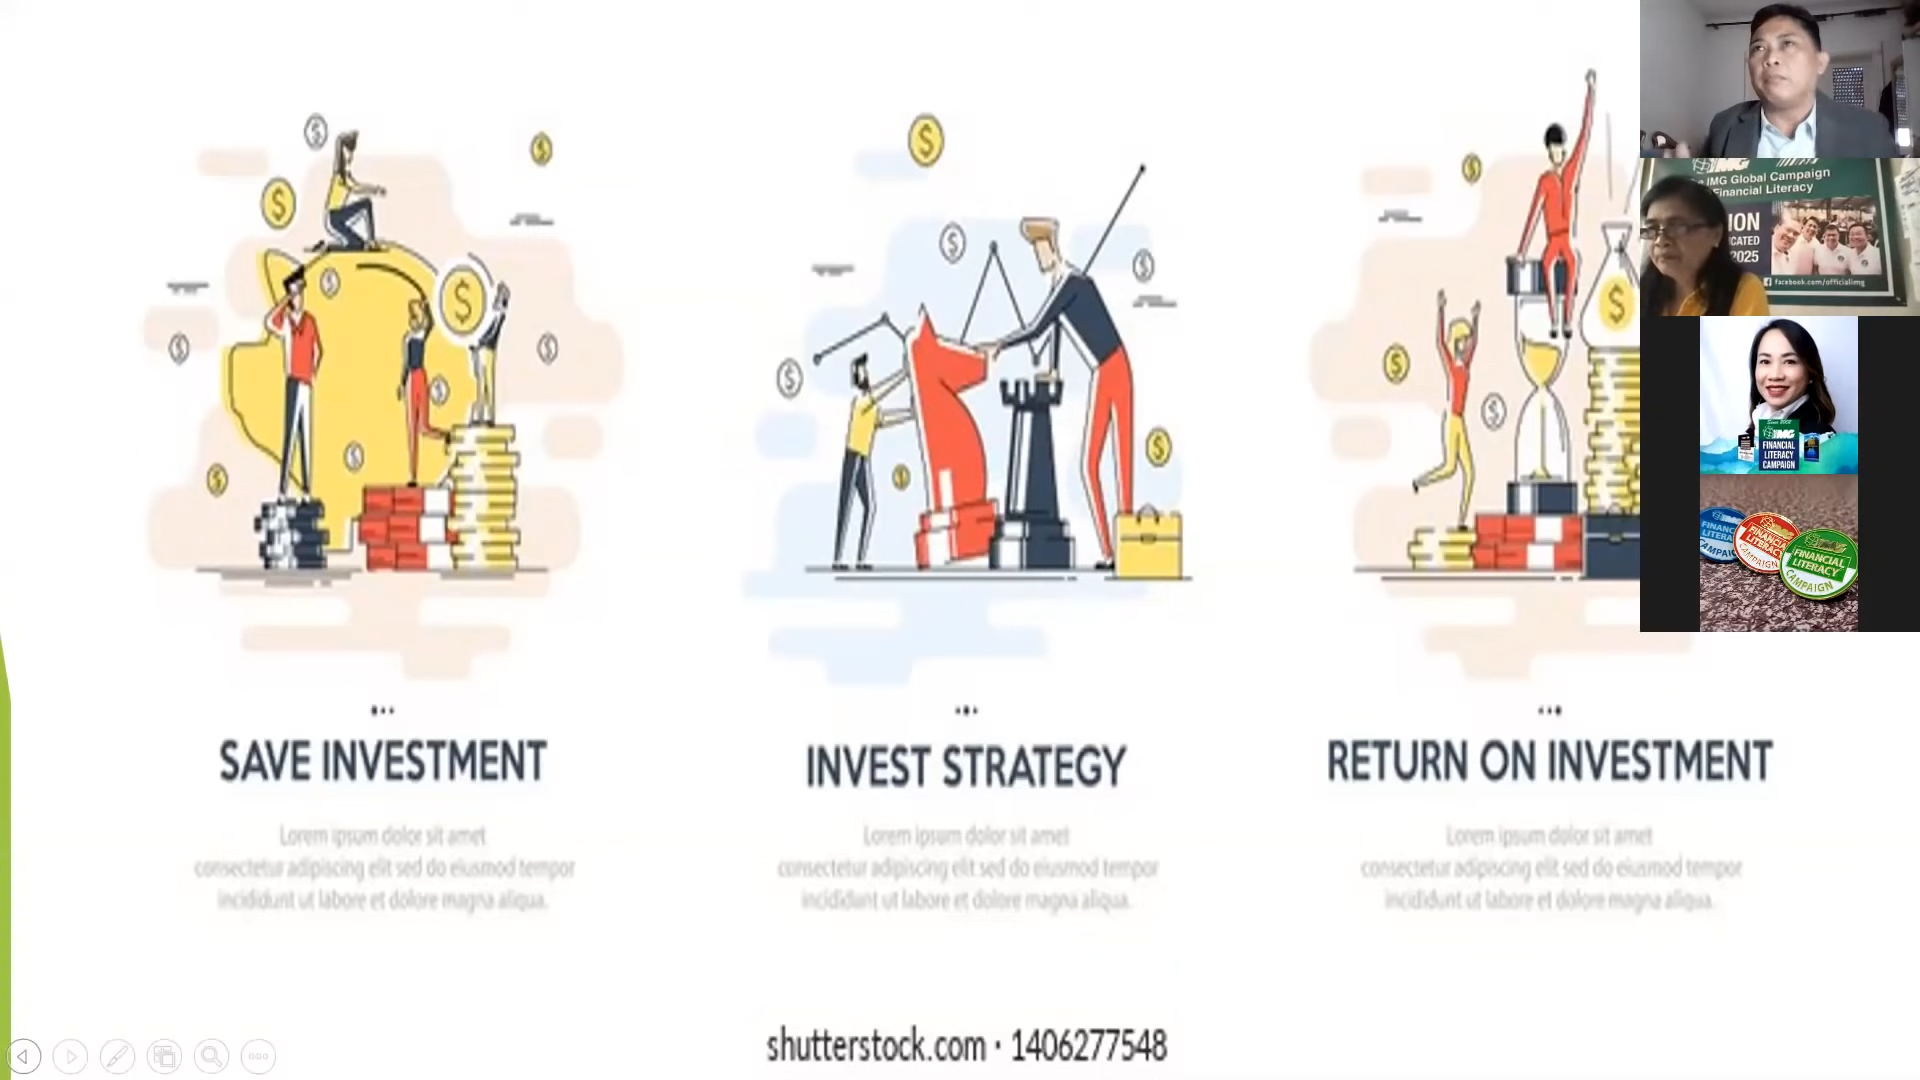 SAVE INVESTMENT
Lorem ipsum dolor sit amet
consectetur adipiscing elit sed do eiusmod tempor
incididunt ut labore et dolore magna aliqua.
INVEST STRATEGY
Lorem ipsum dolor sit amet
consectetur adipiscing elit sed do eiusmod tempor
incididunt ut labore et dolore magna aliqua.
RETURN ON INVESTMENT
Lorem ipsum dolor sit amet
consectetur adipiscing elit sed do eiusmod tempor
incididunt ut labore et dolore magna aliqua.
shutterstock.com · 1406277548
IMG Global Campaign
Financial Literacy
2025
facebook.com/officialimg
IMG
FINANCIAL
LITERACY
CAMPAIGN
FINANCIAL
LITERACY
CAMPAIGN
FINANCIAL
LITERACY
CAMPAIGN